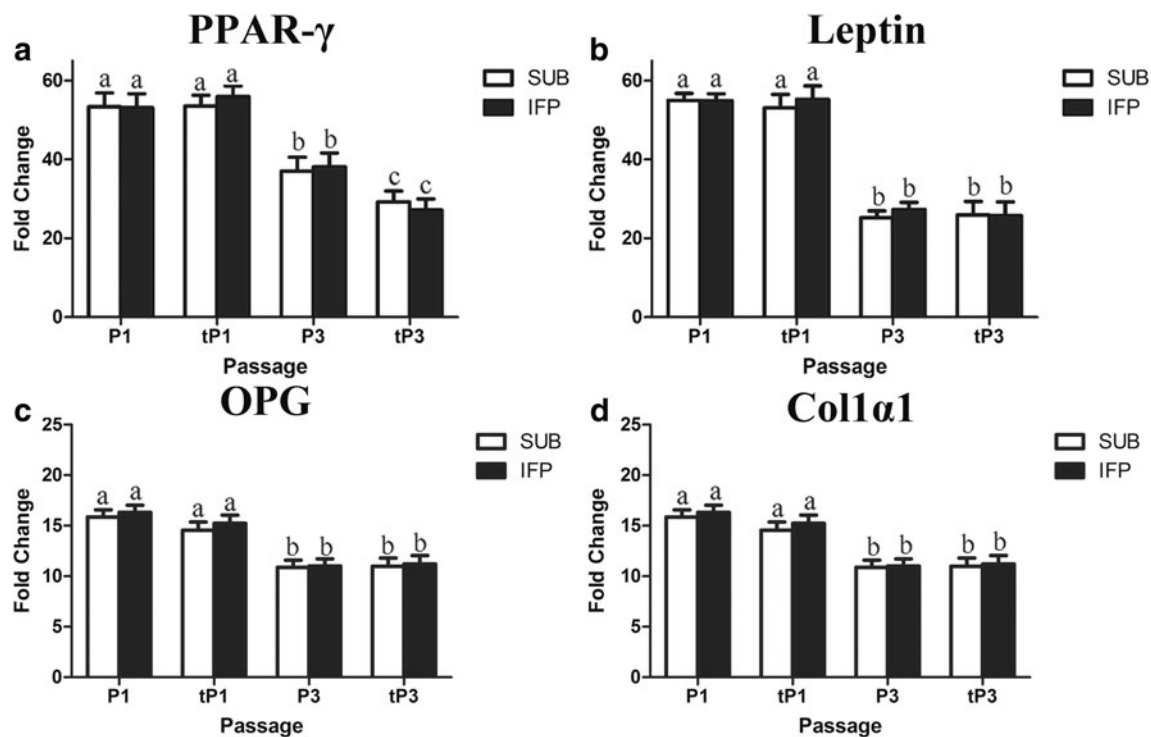 a PPAR-γ
SUB
IFP
a a a a b b c c
60
40
20
0
Fold Change
P1 tP1 P3 tP3
Passage
b Leptin
SUB
IFP
a a a a b b b b
60
40
20
0
Fold Change
P1 tP1 P3 tP3
Passage
c OPG
SUB
IFP
a a a a b b b b
25
20
15
10
5
0
Fold Change
P1 tP1 P3 tP3
Passage
d Col1α1
SUB
IFP
a a a a b b b b
25
20
15
10
5
0
Fold Change
P1 tP1 P3 tP3
Passage